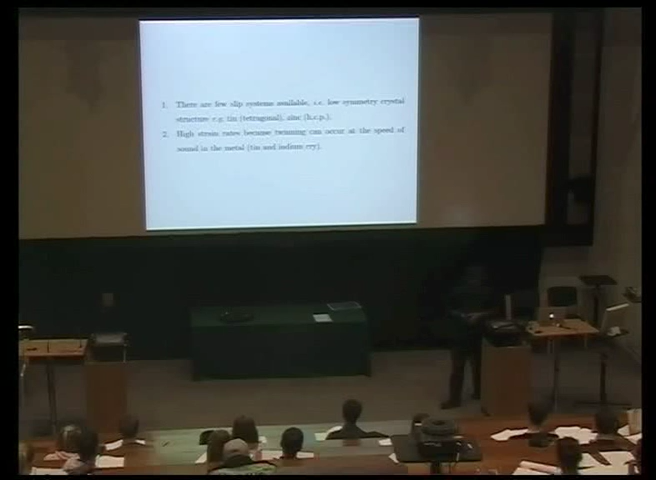 1. There are few slip systems available, i.e. low symmetry crystal
structure e.g. tin (tetragonal), zinc (h.c.p.).
2. High strain rates because twinning can occur at the speed of
sound in the metal (tin and indium cry).